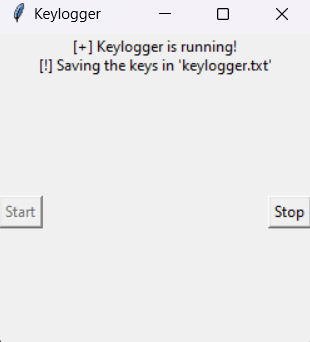 Keylogger
[+] Keylogger is running!
[!] Saving the keys in 'keylogger.txt'
Start
Stop